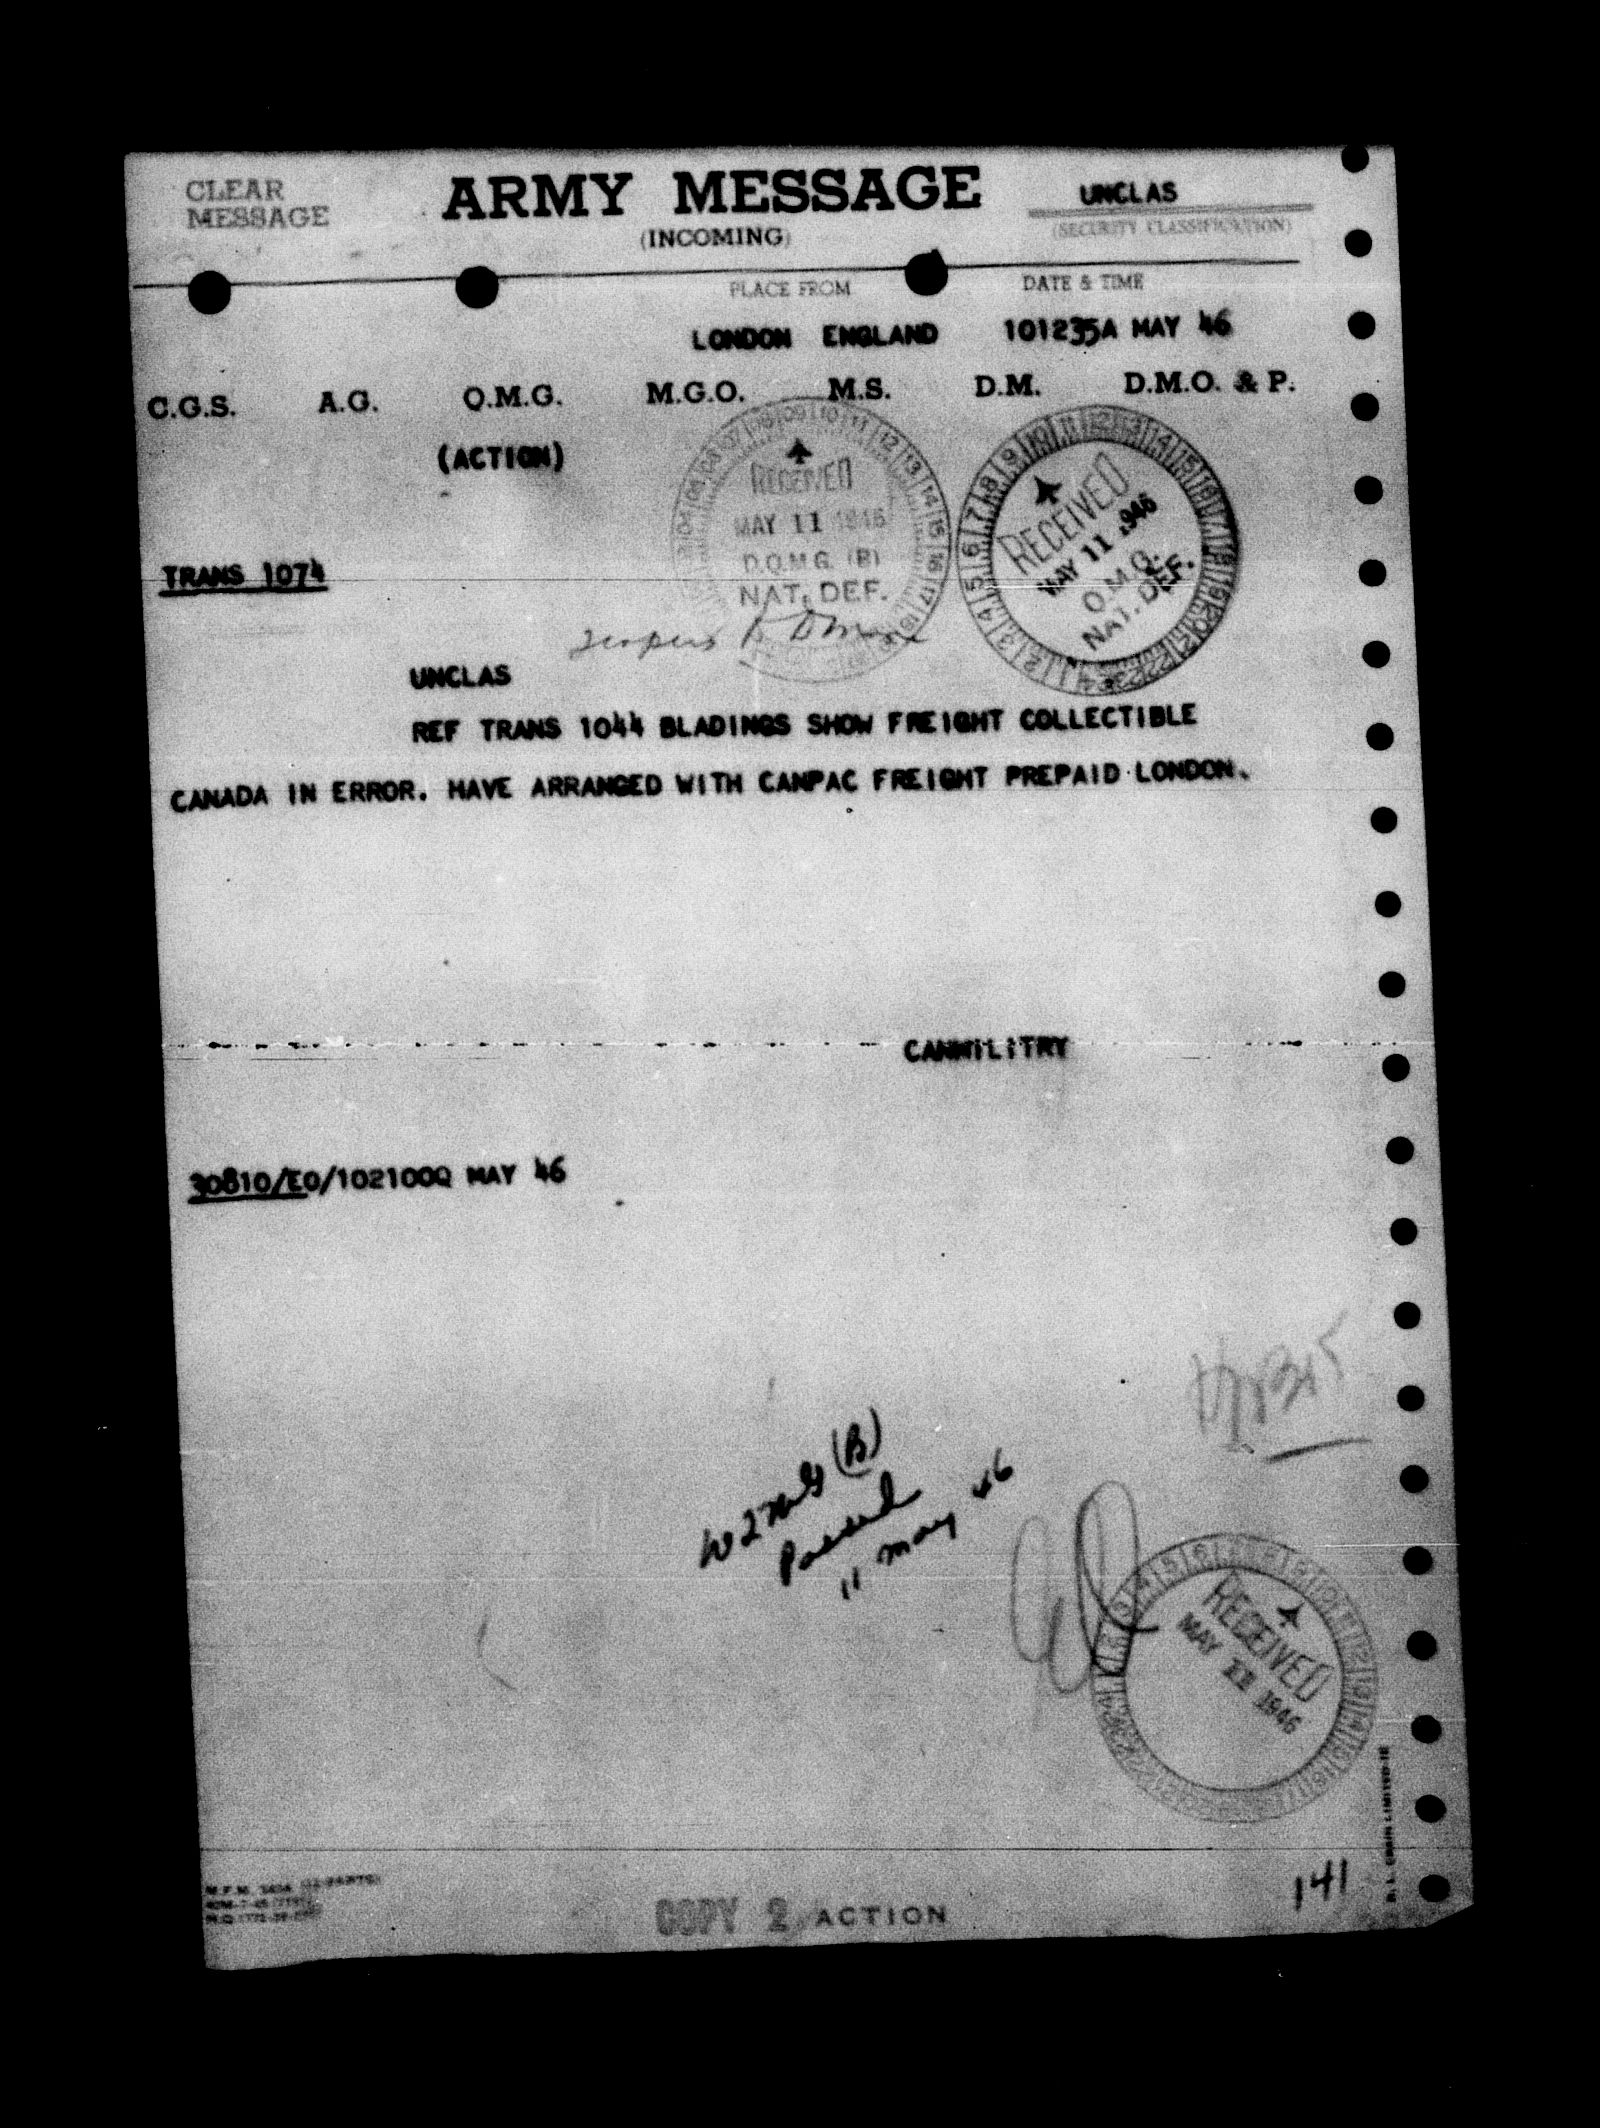 CLEAR
MESSAGE
ARMY MESSAGE
(INCOMING)
UNCLAS
(SECURITY CLASSIFICATION)
PLACE FROM DATE & TIME
LONDON ENGLAND 101235A MAY 46
C.G.S. A.G. Q.M.G. M.G.O. M.S. D.M. D.M.O. & P.
(ACTION)
RECEIVED
MAY 11 1946
D.Q.M.G. (B)
NAT. DEF.
RECEIVED
MAY 11 1946
Q.M.G.
NAT. DEF.
TRANS 1074
UNCLAS
REF TRANS 1044 BLADINGS SHOW FREIGHT COLLECTIBLE
CANADA IN ERROR. HAVE ARRANGED WITH CANPAC FREIGHT PREPAID LONDON.
CANMILITRY
30810/EO/102100Q MAY 46
(B)
Passed
11 May 46
RECEIVED
MAY 11 1946
COPY 2 ACTION
141